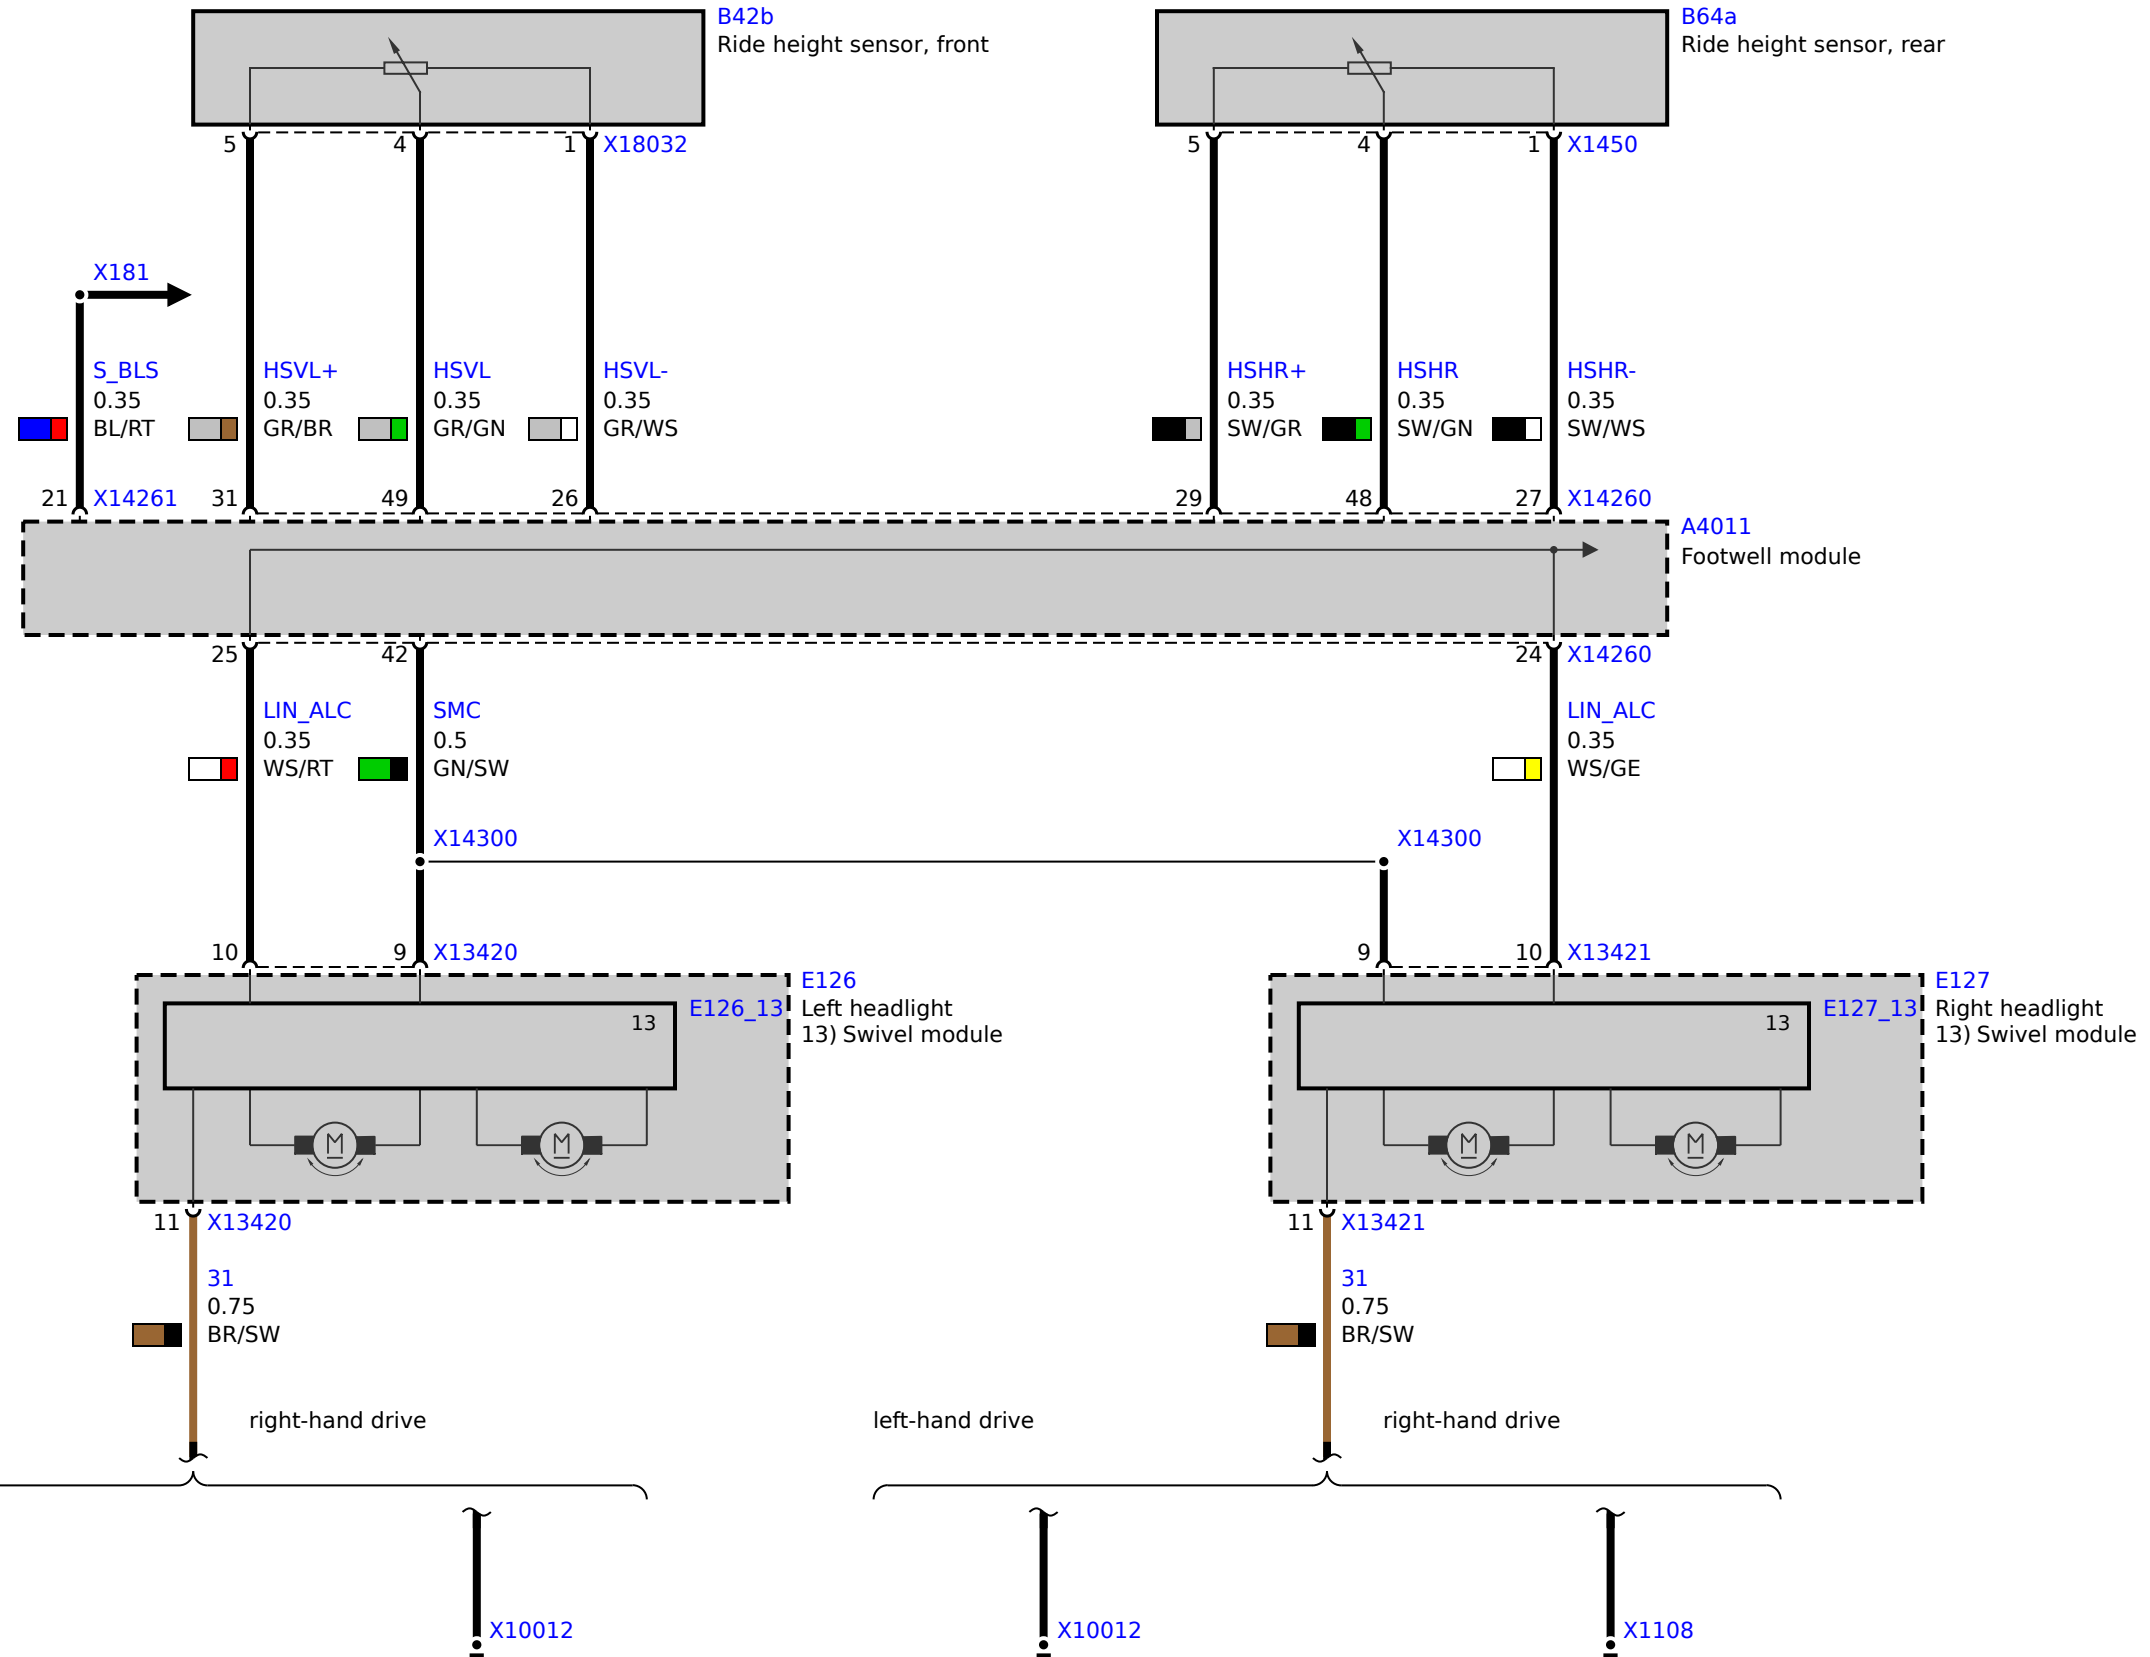 B42b
Ride height sensor, front
B64a
Ride height sensor, rear
5 4 1 X18032
5 4 1 X1450
X181
S_BLS
0.35
BL/RT
HSVL+
0.35
GR/BR
HSVL
0.35
GR/GN
HSVL-
0.35
GR/WS
HSHR+
0.35
SW/GR
HSHR
0.35
SW/GN
HSHR-
0.35
SW/WS
21 X14261 31 49 26 29 48 27 X14260
A4011
Footwell module
25 42 24 X14260
LIN_ALC
0.35
WS/RT
SMC
0.5
GN/SW
LIN_ALC
0.35
WS/GE
X14300
X14300
10 9 X13420
9 10 X13421
E126
E126_13 Left headlight
13
13) Swivel module
M M
E127
E127_13 Right headlight
13
13) Swivel module
M M
11 X13420
31
0.75
BR/SW
11 X13421
31
0.75
BR/SW
right-hand drive
left-hand drive
right-hand drive
X10012
X10012
X1108